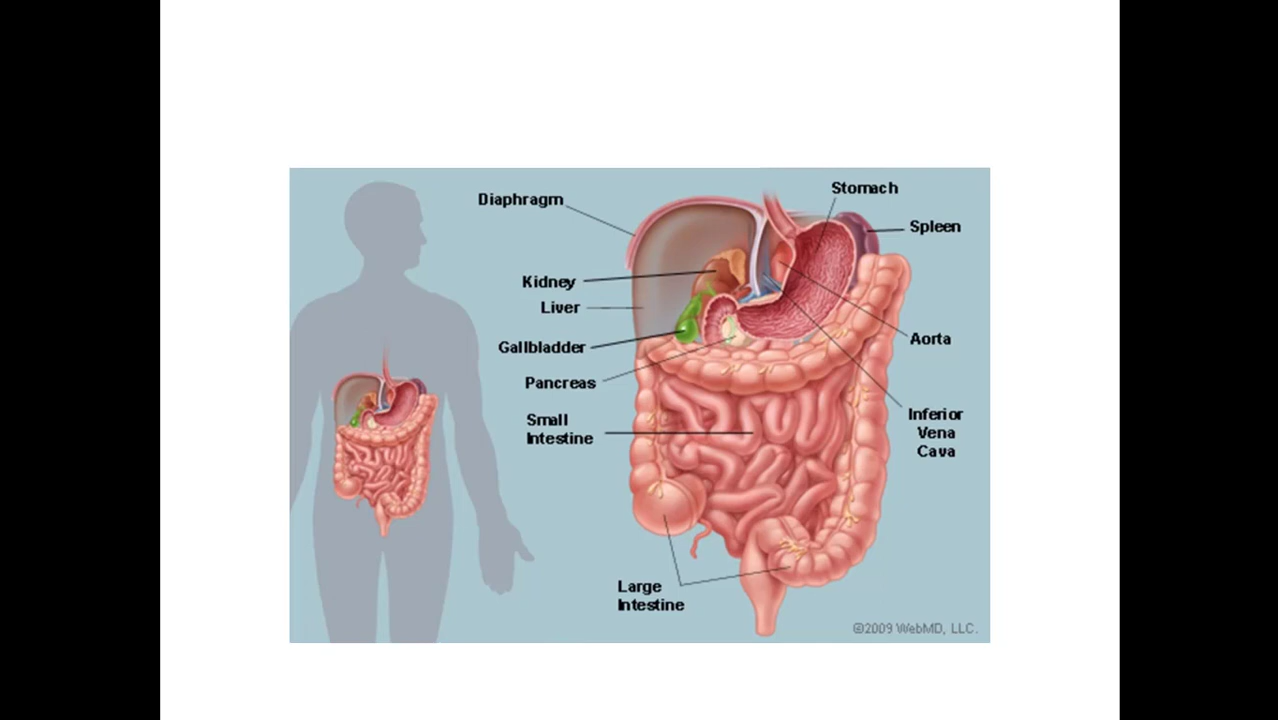 Stomach
Diaphragm
Spleen
Kidney
Liver
Aorta
Gallbladder
Pancreas
Small
Intestine
Inferior
Vena
Cava
Large
Intestine
©2009 WebMD, LLC.